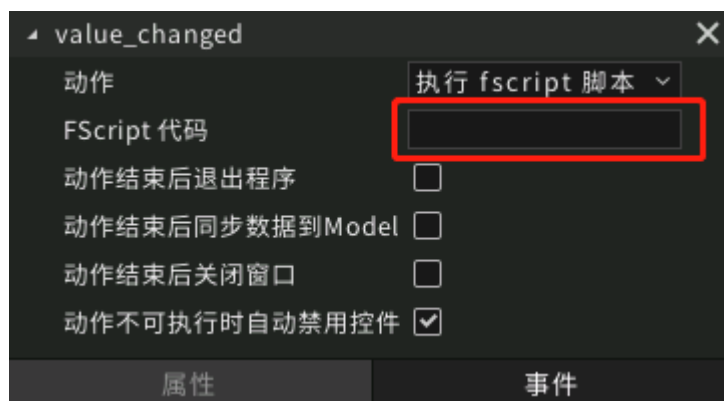 value_changed
动作 执行 fscript 脚本
FScript 代码
动作结束后退出程序
动作结束后同步数据到Model
动作结束后关闭窗口
动作不可执行时自动禁用控件
属性 事件